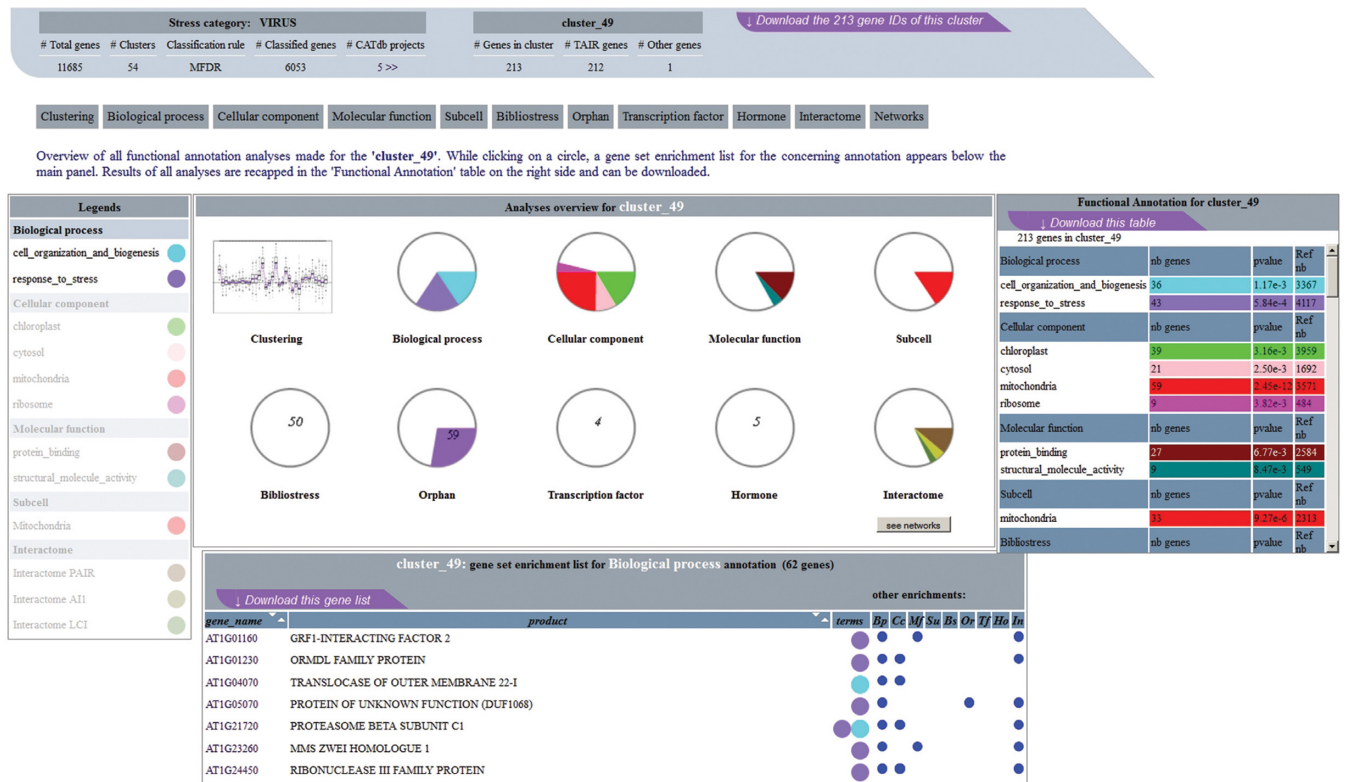 Stress category: VIRUS
# Total genes # Clusters Classification rule # Classified genes # CATdb projects
11685 54 MFDR 6053 5 >>
cluster_49
# Genes in cluster # TAIR genes # Other genes
213 212 1
↓ Download the 213 gene IDs of this cluster
Clustering Biological process Cellular component Molecular function Subcell Bibliostress Orphan Transcription factor Hormone Interactome Networks
Overview of all functional annotation analyses made for the 'cluster_49'. While clicking on a circle, a gene set enrichment list for the concerning annotation appears below the
main panel. Results of all analyses are recapped in the 'Functional Annotation' table on the right side and can be downloaded.
Legends
Biological process
cell_organization_and_biogenesis
response_to_stress
Cellular component
chloroplast
cytosol
mitochondria
ribosome
Molecular function
protein_binding
structural_molecule_activity
Subcell
Mitochondria
Interactome
Interactome PAIR
Interactome AI1
Interactome LCI
Analyses overview for cluster_49
Clustering Biological process Cellular component Molecular function Subcell
50 59 4 5
Bibliostress Orphan Transcription factor Hormone Interactome
see networks
Functional Annotation for cluster_49
↓ Download this table
213 genes in cluster_49
Biological process nb genes pvalue Ref nb
cell_organization_and_biogenesis 36 1.17e-3 3367
response_to_stress 43 5.84e-4 4117
Cellular component nb genes pvalue Ref nb
chloroplast 39 3.16e-3 3959
cytosol 21 2.50e-3 1692
mitochondria 59 2.45e-12 3571
ribosome 9 3.82e-3 484
Molecular function nb genes pvalue Ref nb
protein_binding 27 6.77e-3 2584
structural_molecule_activity 9 8.47e-3 549
Subcell nb genes pvalue Ref nb
mitochondria 33 9.27e-6 2313
Bibliostress nb genes pvalue Ref nb
cluster_49: gene set enrichment list for Biological process annotation (62 genes)
↓ Download this gene list
other enrichments:
gene_name product terms Bp Cc Mf Su Bs Or Tf Ho In
AT1G01160 GRF1-INTERACTING FACTOR 2
AT1G01230 ORMDL FAMILY PROTEIN
AT1G04070 TRANSLOCASE OF OUTER MEMBRANE 22-I
AT1G05070 PROTEIN OF UNKNOWN FUNCTION (DUF1068)
AT1G21720 PROTEASOME BETA SUBUNIT C1
AT1G23260 MMS ZWEI HOMOLOGUE 1
AT1G24450 RIBONUCLEASE III FAMILY PROTEIN